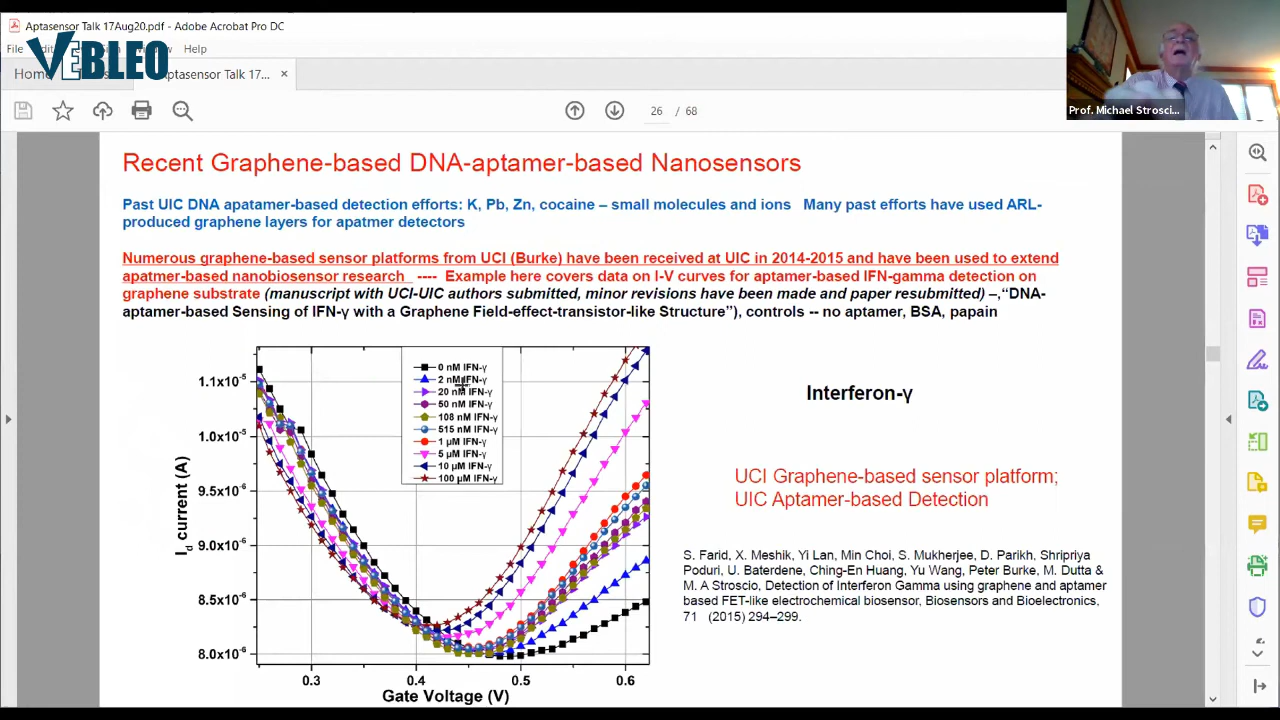 Aptasensor Talk 17Aug20.pdf - Adobe Acrobat Pro DC
File Help
VEBLEO
Aptasensor Talk 17...
26 / 68
Prof. Michael Strosci...
Recent Graphene-based DNA-aptamer-based Nanosensors
Past UIC DNA apatamer-based detection efforts: K, Pb, Zn, cocaine – small molecules and ions Many past efforts have used ARL-
produced graphene layers for apatmer detectors
Numerous graphene-based sensor platforms from UCI (Burke) have been received at UIC in 2014-2015 and have been used to extend
apatmer-based nanobiosensor research ---- Example here covers data on I-V curves for aptamer-based IFN-gamma detection on
graphene substrate (manuscript with UCI-UIC authors submitted, minor revisions have been made and paper resubmitted) –,“DNA-
aptamer-based Sensing of IFN-γ with a Graphene Field-effect-transistor-like Structure”), controls -- no aptamer, BSA, papain
0 nM IFN-γ
2 nM IFN-γ
20 nM IFN-γ
50 nM IFN-γ
108 nM IFN-γ
515 nM IFN-γ
1 µM IFN-γ
5 µM IFN-γ
10 µM IFN-γ
100 µM IFN-γ
1.1x10⁻⁵
1.0x10⁻⁵
9.5x10⁻⁶
9.0x10⁻⁶
8.5x10⁻⁶
8.0x10⁻⁶
I_d current (A)
0.3 0.4 0.5 0.6
Gate Voltage (V)
Interferon-γ
UCI Graphene-based sensor platform;
UIC Aptamer-based Detection
S. Farid, X. Meshik, Yi Lan, Min Choi, S. Mukherjee, D. Parikh, Shripriya
Poduri, U. Baterdene, Ching-En Huang, Yu Wang, Peter Burke, M. Dutta &
M. A Stroscio, Detection of Interferon Gamma using graphene and aptamer
based FET-like electrochemical biosensor, Biosensors and Bioelectronics,
71 (2015) 294–299.